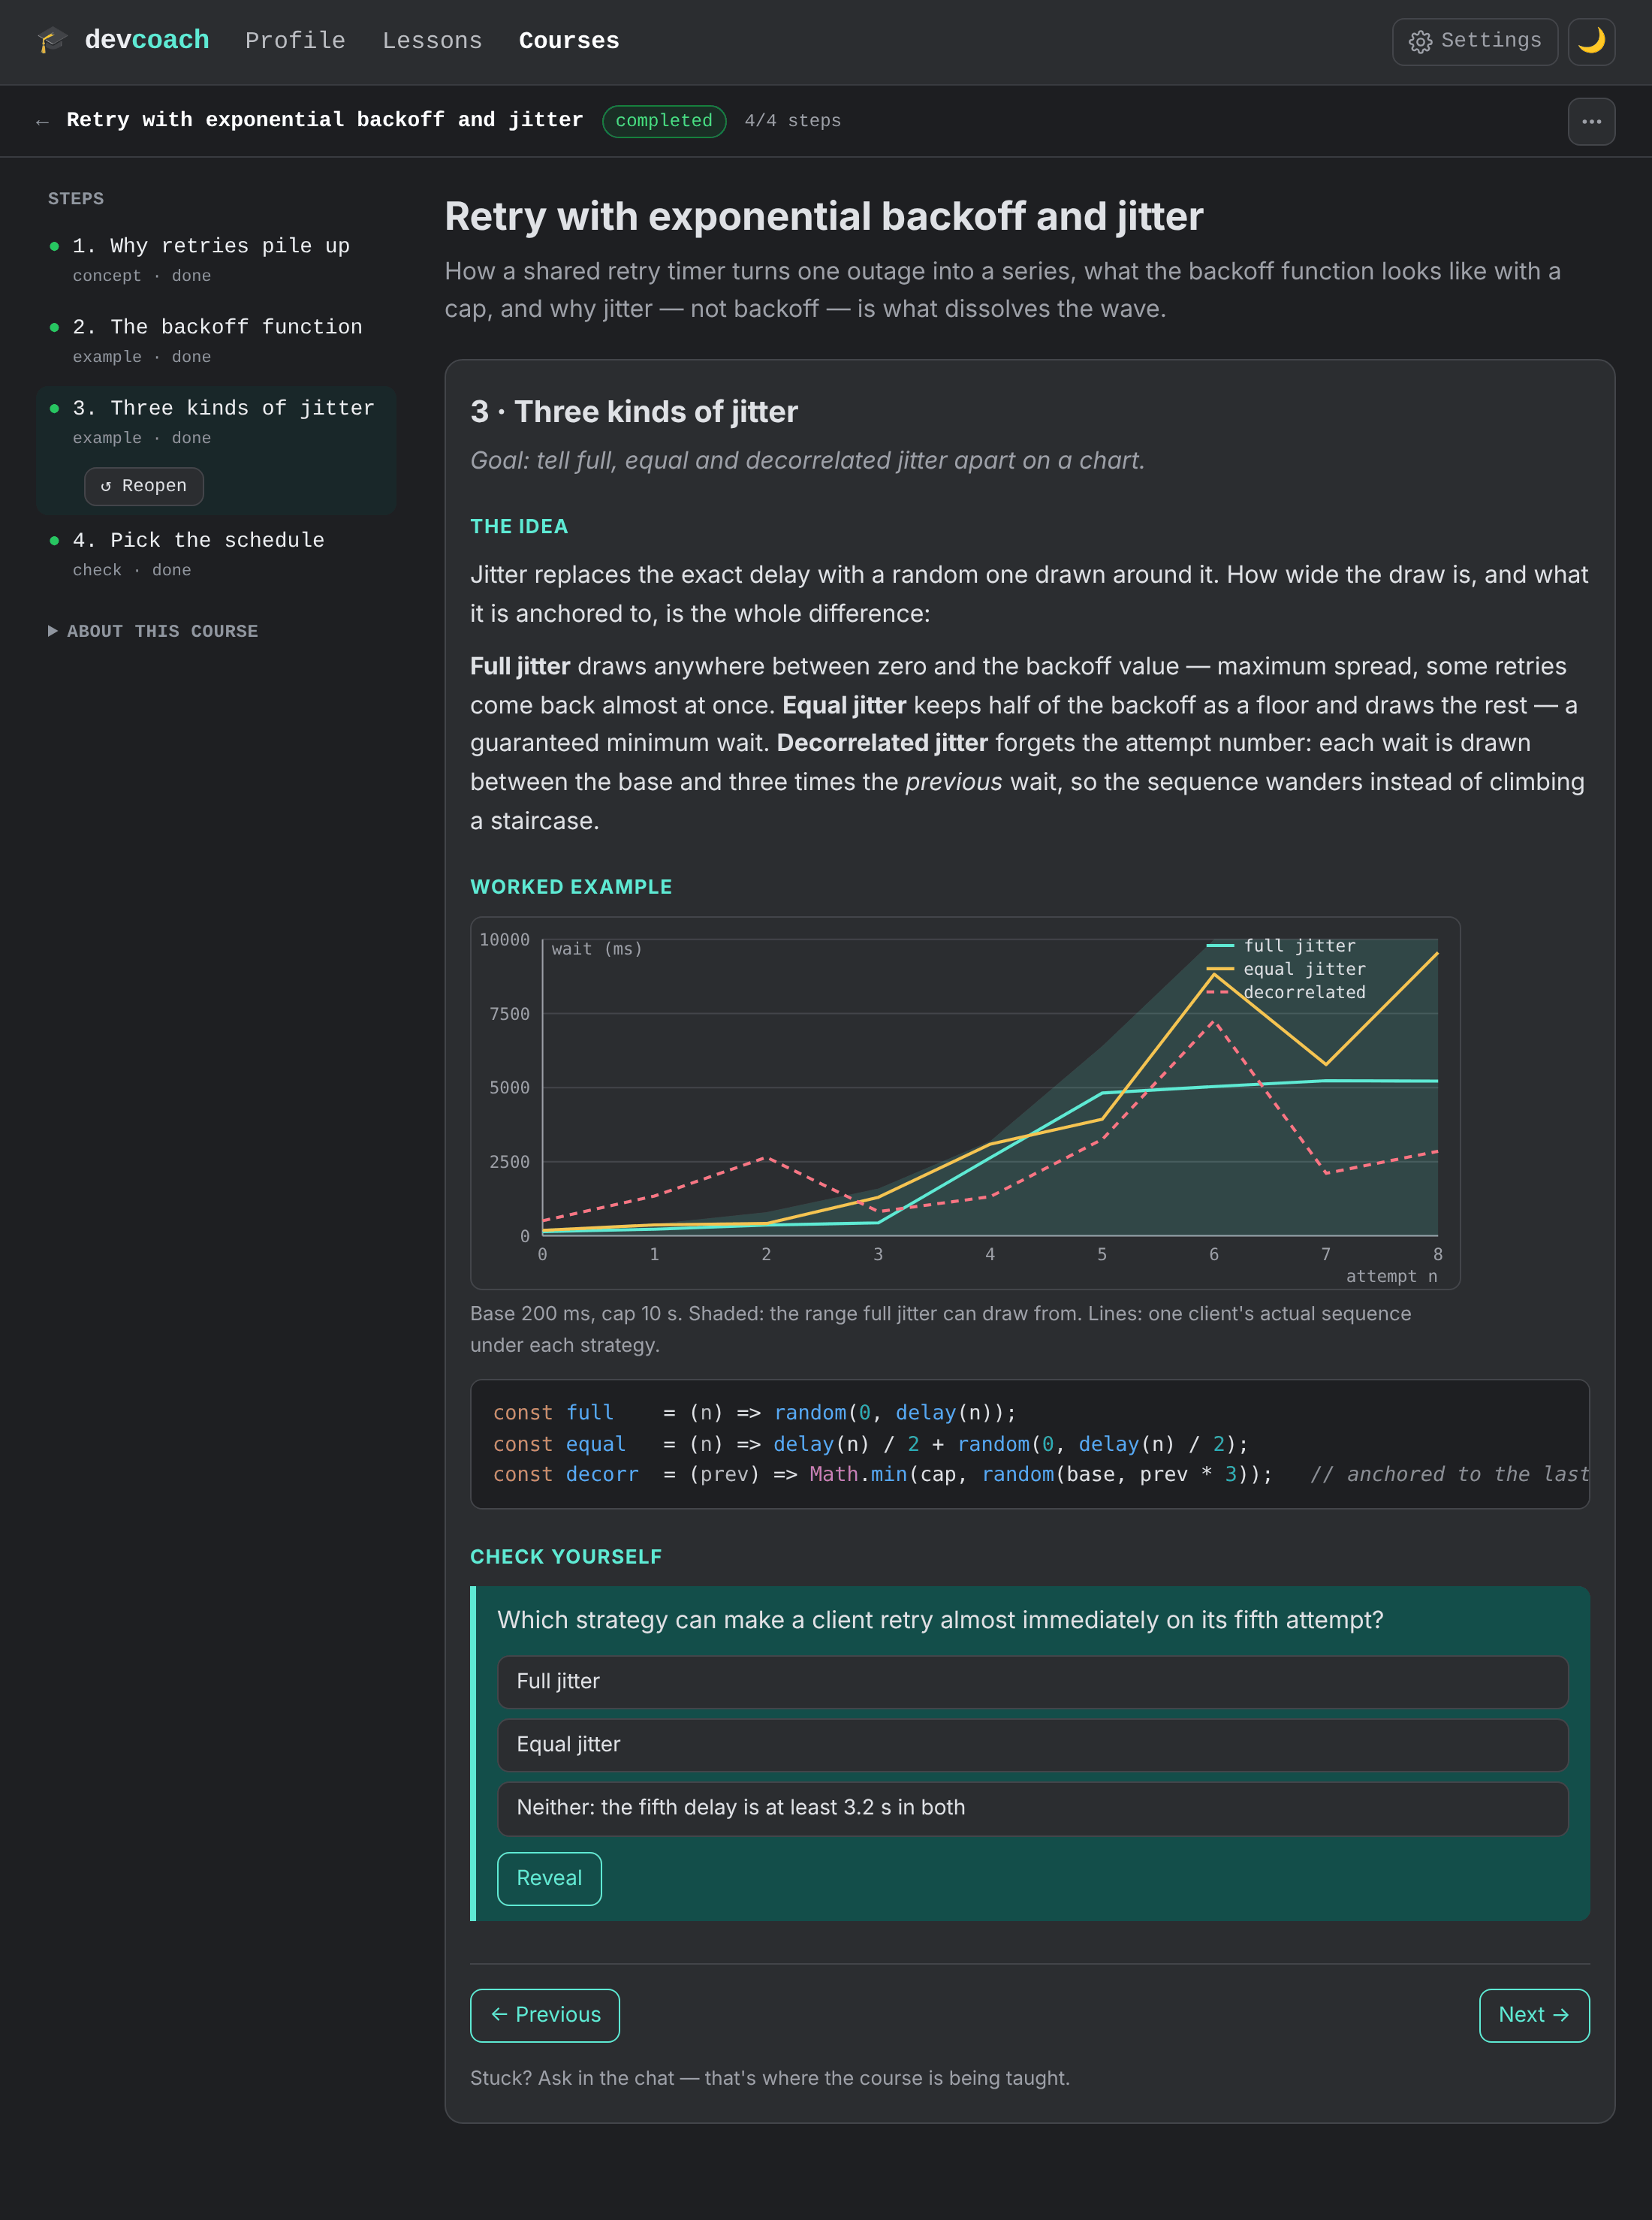 devcoach Profile Lessons Courses Settings
← Retry with exponential backoff and jitter completed 4/4 steps ...
STEPS
1. Why retries pile up
concept · done
2. The backoff function
example · done
3. Three kinds of jitter
example · done
↺ Reopen
4. Pick the schedule
check · done
▶ ABOUT THIS COURSE
Retry with exponential backoff and jitter
How a shared retry timer turns one outage into a series, what the backoff function looks like with a
cap, and why jitter — not backoff — is what dissolves the wave.
3 · Three kinds of jitter
Goal: tell full, equal and decorrelated jitter apart on a chart.
THE IDEA
Jitter replaces the exact delay with a random one drawn around it. How wide the draw is, and what
it is anchored to, is the whole difference:
Full jitter draws anywhere between zero and the backoff value — maximum spread, some retries
come back almost at once. Equal jitter keeps half of the backoff as a floor and draws the rest — a
guaranteed minimum wait. Decorrelated jitter forgets the attempt number: each wait is drawn
between the base and three times the previous wait, so the sequence wanders instead of climbing
a staircase.
WORKED EXAMPLE
wait (ms)
full jitter
equal jitter
decorrelated
10000
7500
5000
2500
0
0 1 2 3 4 5 6 7 8
attempt n
Base 200 ms, cap 10 s. Shaded: the range full jitter can draw from. Lines: one client's actual sequence
under each strategy.
const full    = (n) => random(0, delay(n));
const equal   = (n) => delay(n) / 2 + random(0, delay(n) / 2);
const decorr  = (prev) => Math.min(cap, random(base, prev * 3));   // anchored to the last
CHECK YOURSELF
Which strategy can make a client retry almost immediately on its fifth attempt?
Full jitter
Equal jitter
Neither: the fifth delay is at least 3.2 s in both
Reveal
← Previous
Next →
Stuck? Ask in the chat — that's where the course is being taught.